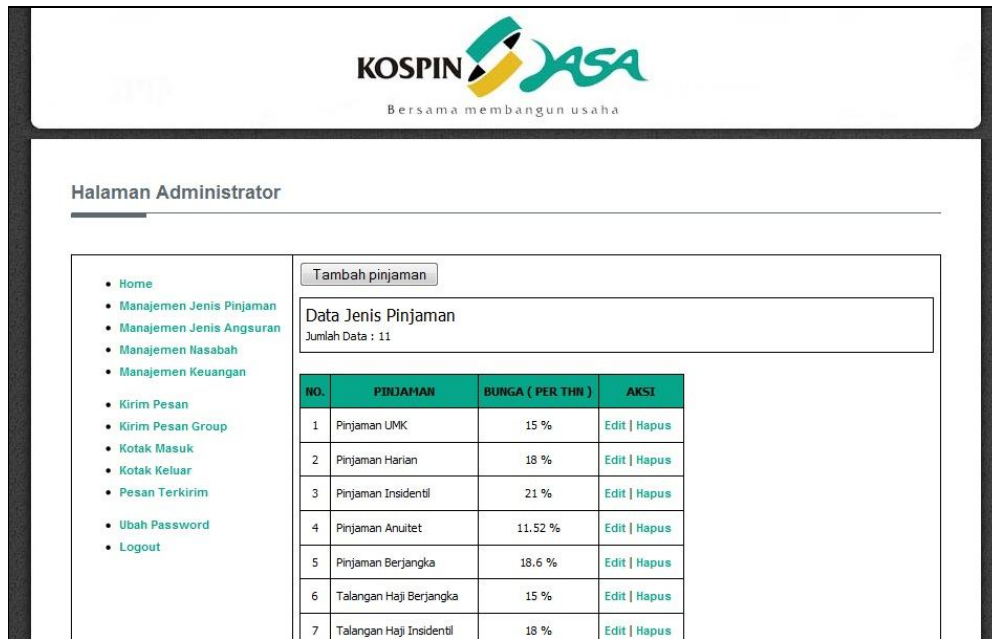 KOSPIN JASA
Bersama membangun usaha
Halaman Administrator
Home
Manajemen Jenis Pinjaman
Manajemen Jenis Angsuran
Manajemen Nasabah
Manajemen Keuangan
Kirim Pesan
Kirim Pesan Group
Kotak Masuk
Kotak Keluar
Pesan Terkirim
Ubah Password
Logout
Tambah pinjaman
Data Jenis Pinjaman
Jumlah Data : 11
NO. PINJAMAN BUNGA ( PER THN ) AKSI
1 Pinjaman UMK 15 % Edit | Hapus
2 Pinjaman Harian 18 % Edit | Hapus
3 Pinjaman Insidentil 21 % Edit | Hapus
4 Pinjaman Anuitet 11.52 % Edit | Hapus
5 Pinjaman Berjangka 18.6 % Edit | Hapus
6 Talangan Haji Berjangka 15 % Edit | Hapus
7 Talangan Haji Insidentil 18 % Edit | Hapus